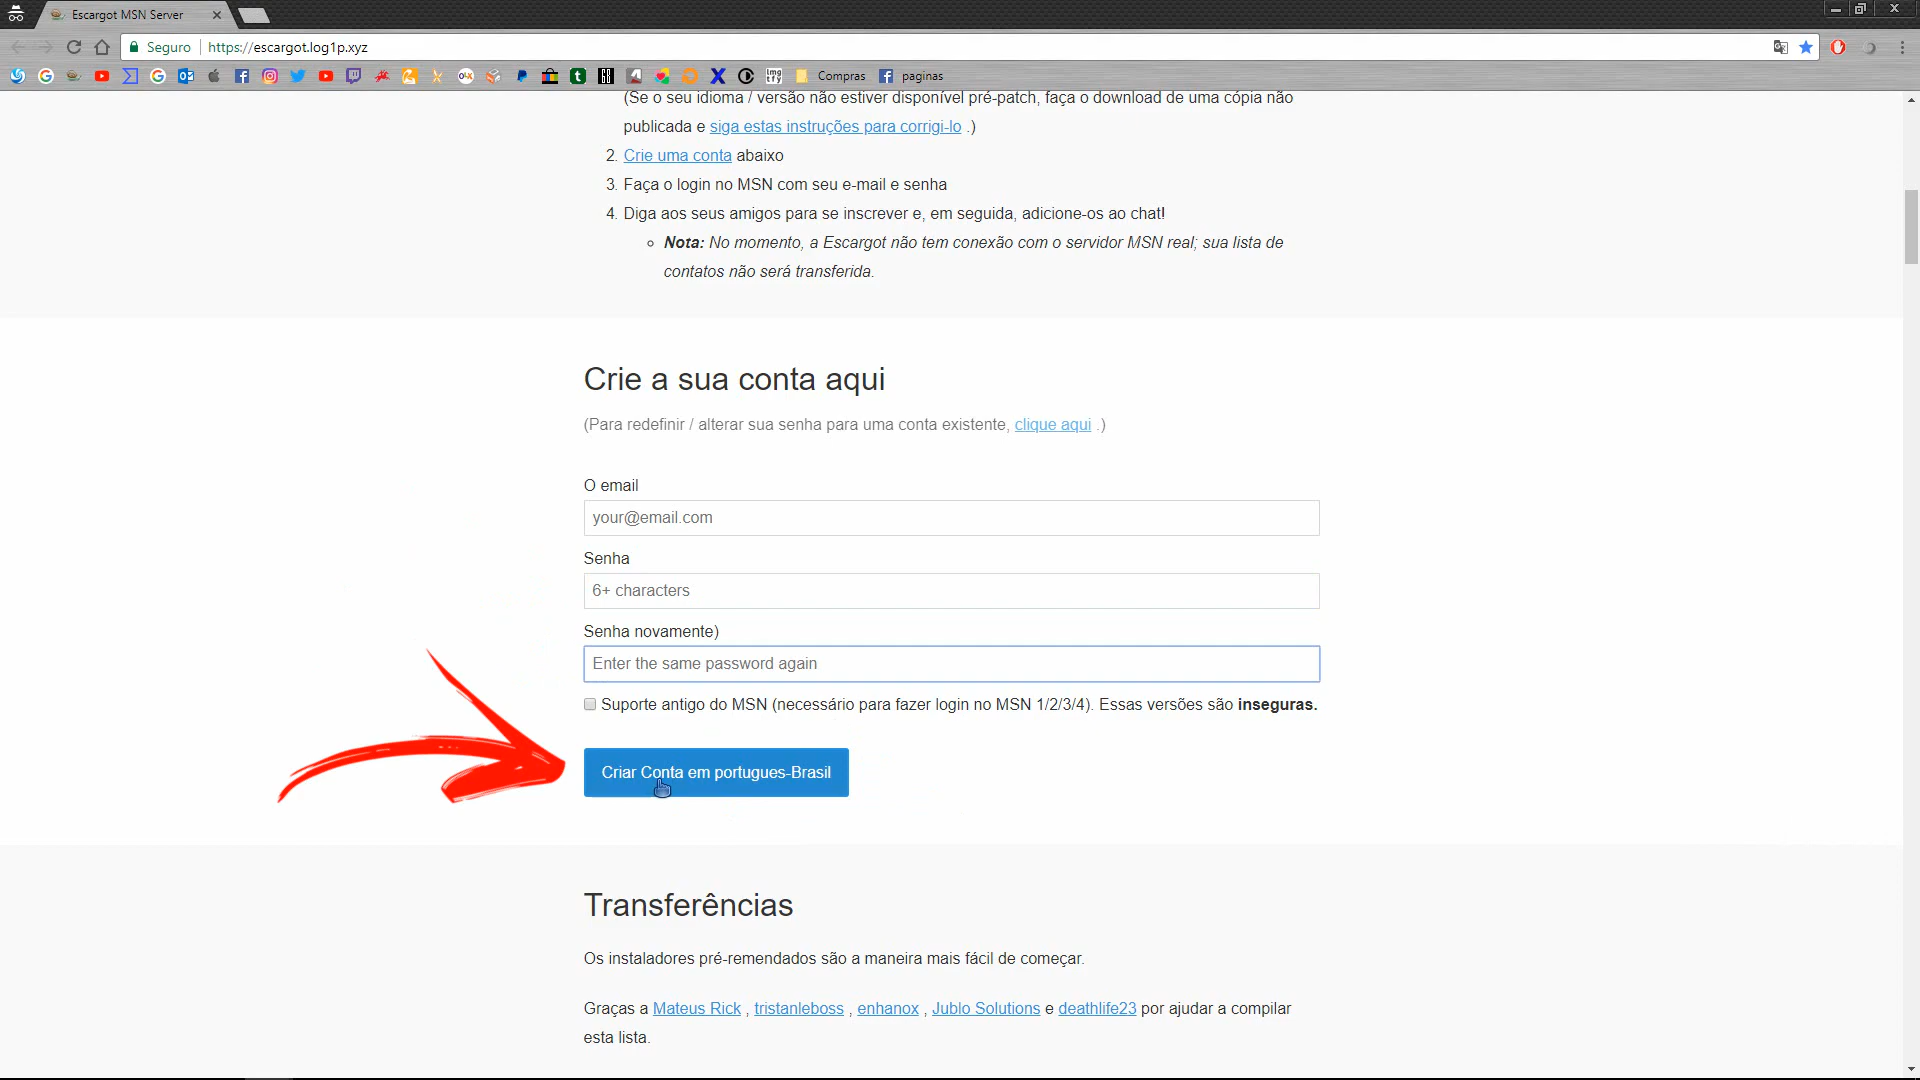 Escargot MSN Server
Seguro https://escargot.log1p.xyz
Compras paginas
(Se o seu idioma / versão não estiver disponível pré-patch, faça o download de uma cópia não
publicada e siga estas instruções para corrigi-lo .)
2. Crie uma conta abaixo
3. Faça o login no MSN com seu e-mail e senha
4. Diga aos seus amigos para se inscrever e, em seguida, adicione-os ao chat!
Nota: No momento, a Escargot não tem conexão com o servidor MSN real; sua lista de
contatos não será transferida.
Crie a sua conta aqui
(Para redefinir / alterar sua senha para uma conta existente, clique aqui .)
O email
your@email.com
Senha
6+ characters
Senha novamente)
Enter the same password again
Suporte antigo do MSN (necessário para fazer login no MSN 1/2/3/4). Essas versões são inseguras.
Criar Conta em portugues-Brasil
Transferências
Os instaladores pré-remendados são a maneira mais fácil de começar.
Graças a Mateus Rick , tristanleboss , enhanox , Jublo Solutions e deathlife23 por ajudar a compilar
esta lista.